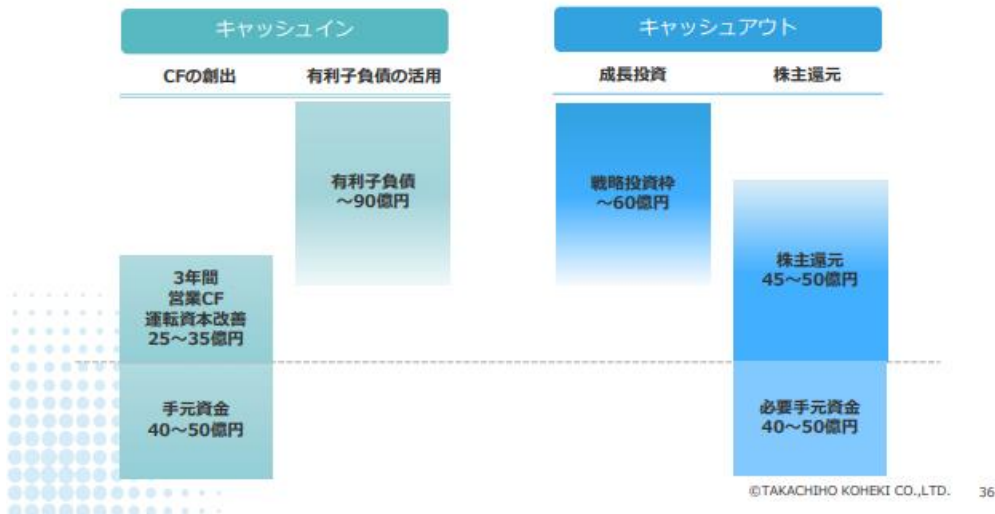 キャッシュイン
キャッシュアウト
CFの創出
有利子負債の活用
成長投資
株主還元
有利子負債
～90億円
戦略投資枠
～60億円
3年間
営業CF
運転資本改善
25～35億円
株主還元
45～50億円
手元資金
40～50億円
必要手元資金
40～50億円
©TAKACHIHO KOHEKI CO.,LTD. 36